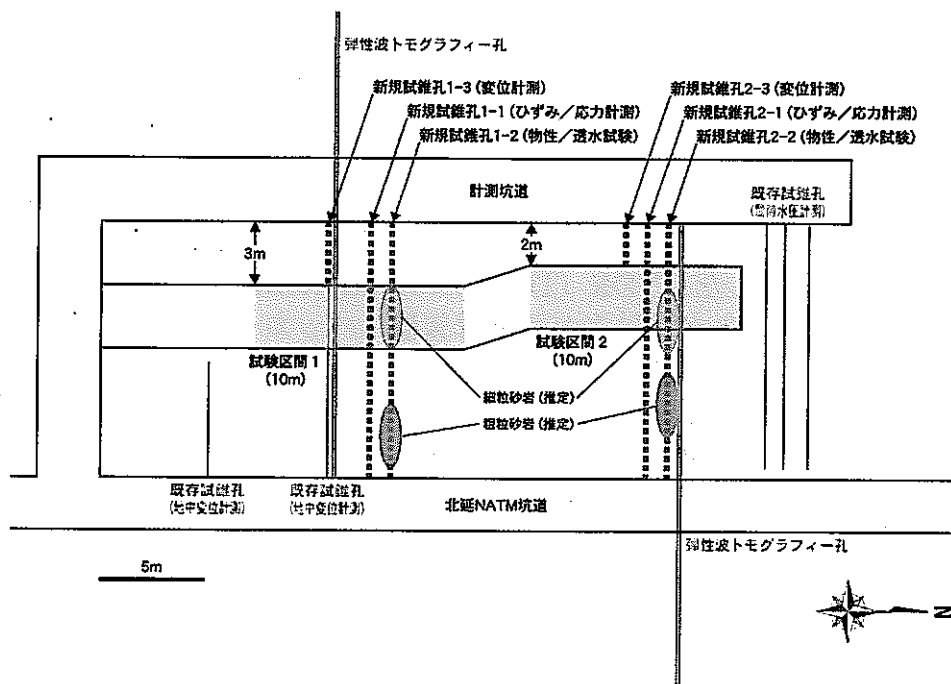 弾性波トモグラフィー孔
新規試錐孔1-3 (変位計測)
新規試錐孔1-1 (ひずみ／応力計測)
新規試錐孔1-2 (物性／透水試験)
新規試錐孔2-3 (変位計測)
新規試錐孔2-1 (ひずみ／応力計測)
新規試錐孔2-2 (物性／透水試験)
計測坑道
既存試錐孔
(間隙水圧計測)
3m
2m
試験区間 1
(10m)
試験区間 2
(10m)
細粒砂岩 (推定)
粗粒砂岩 (推定)
既存試錐孔
(地中変位計測)
既存試錐孔
(地中変位計測)
北延NATM坑道
弾性波トモグラフィー孔
5m
N